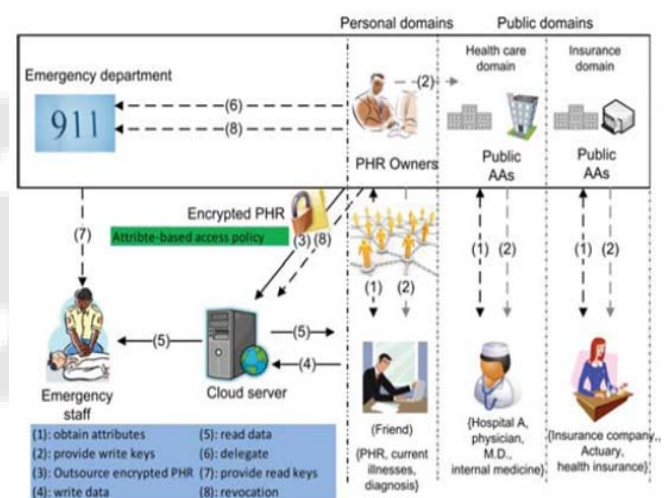 Personal domains
Public domains
Emergency department
911
(6)
(8)
(2)
PHR Owners
Health care
domain
Public
AAs
Insurance
domain
Public
AAs
(7)
Encrypted PHR
Attribte-based access policy
(3) (8)
(1) (2)
(1) (2)
(1) (2)
(5)
(5)
(4)
Emergency
staff
Cloud server
(Friend)
{PHR, current
illnesses,
diagnosis}
{Hospital A,
physician,
M.D.,
internal medicine}
{Insurance company,
Actuary,
health insurance}
(1): obtain attributes
(2): provide write keys
(3): Outsource encrypted PHR
(4): write data
(5): read data
(6): delegate
(7): provide read keys
(8): revocation